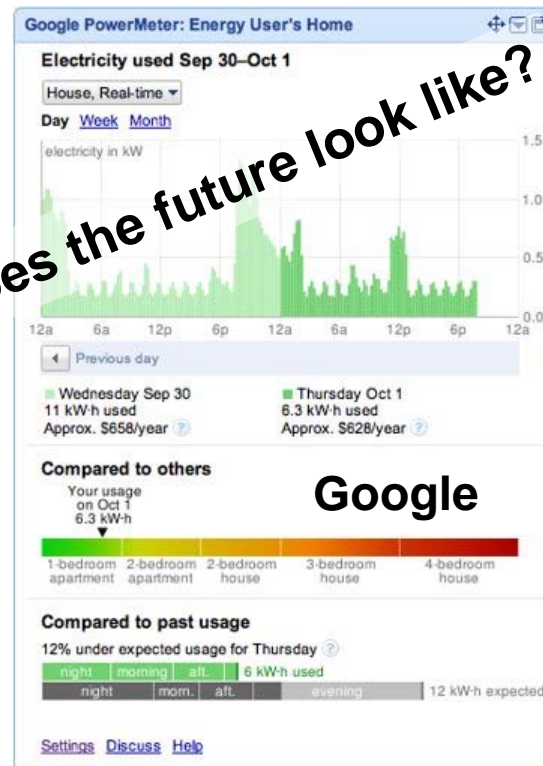 Google PowerMeter: Energy User's Home
Electricity used Sep 30–Oct 1
House, Real-time
Day Week Month
the future look like?
electricity in kW
1.5
1.0
0.5
0.0
12a 6a 12p 6p 12a 6a 12p 6p 12a
Previous day
Wednesday Sep 30
11 kW·h used
Approx. $658/year ?
Thursday Oct 1
6.3 kW·h used
Approx. $628/year ?
Compared to others
Google
Your usage
on Oct 1
6.3 kW·h
1-bedroom apartment
2-bedroom apartment
2-bedroom house
3-bedroom house
4-bedroom house
Compared to past usage
12% under expected usage for Thursday ?
night morning aft. 6 kW·h used
night morn. aft. evening 12 kW·h expected
Settings Discuss Help